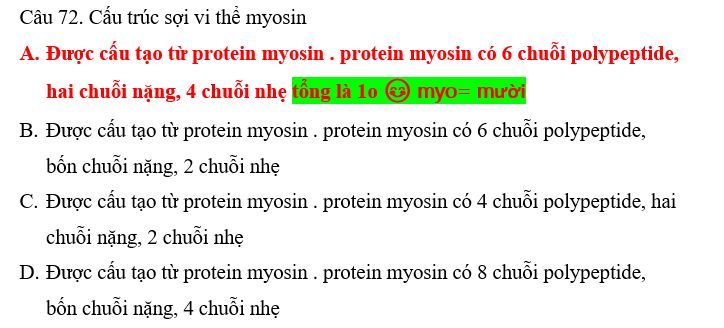 Câu 72. Cấu trúc sợi vi thể myosin
A. Được cấu tạo từ protein myosin . protein myosin có 6 chuỗi polypeptide,
hai chuỗi nặng, 4 chuỗi nhẹ tổng là 1o 😊 myo= mười
B. Được cấu tạo từ protein myosin . protein myosin có 6 chuỗi polypeptide,
bốn chuỗi nặng, 2 chuỗi nhẹ
C. Được cấu tạo từ protein myosin . protein myosin có 4 chuỗi polypeptide, hai
chuỗi nặng, 2 chuỗi nhẹ
D. Được cấu tạo từ protein myosin . protein myosin có 8 chuỗi polypeptide,
bốn chuỗi nặng, 4 chuỗi nhẹ